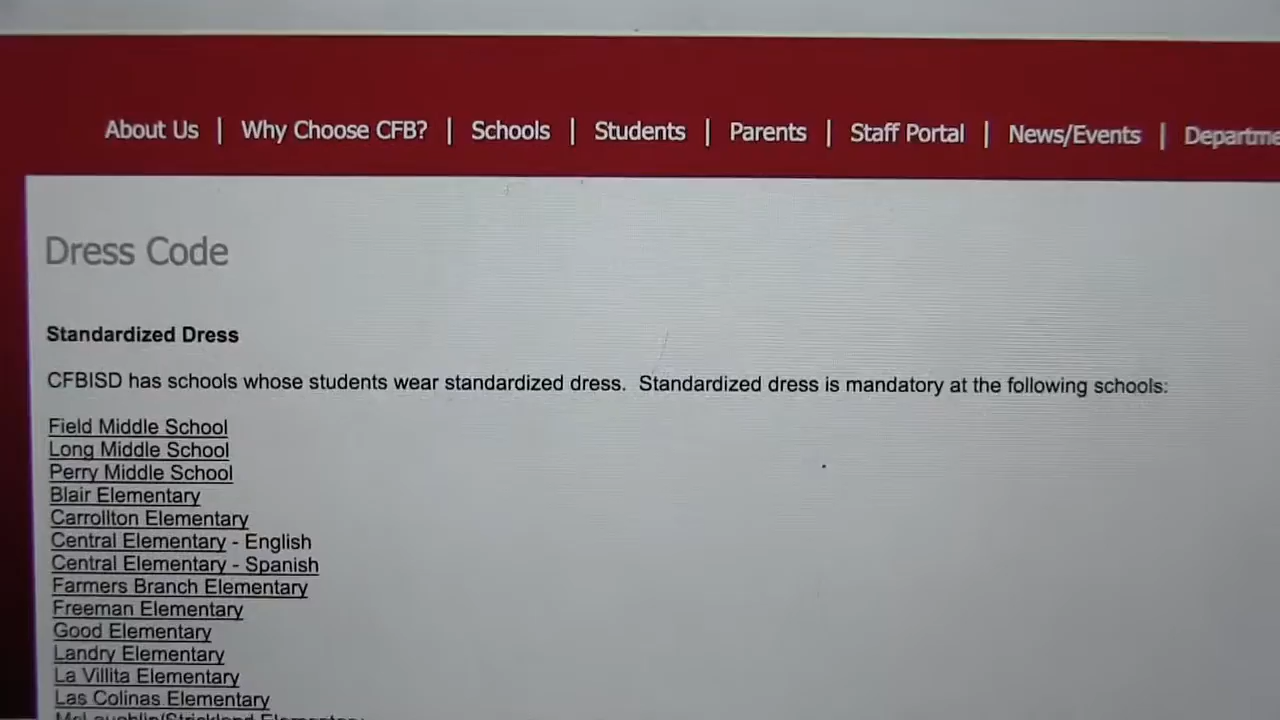 About Us | Why Choose CFB? | Schools | Students | Parents | Staff Portal | News/Events |
Dress Code
Standardized Dress
CFBISD has schools whose students wear standardized dress. Standardized dress is mandatory at the following schools:
Field Middle School
Long Middle School
Perry Middle School
Blair Elementary
Carrollton Elementary
Central Elementary - English
Central Elementary - Spanish
Farmers Branch Elementary
Freeman Elementary
Good Elementary
Landry Elementary
La Villita Elementary
Las Colinas Elementary
McLaughlin/Strickland Elementary